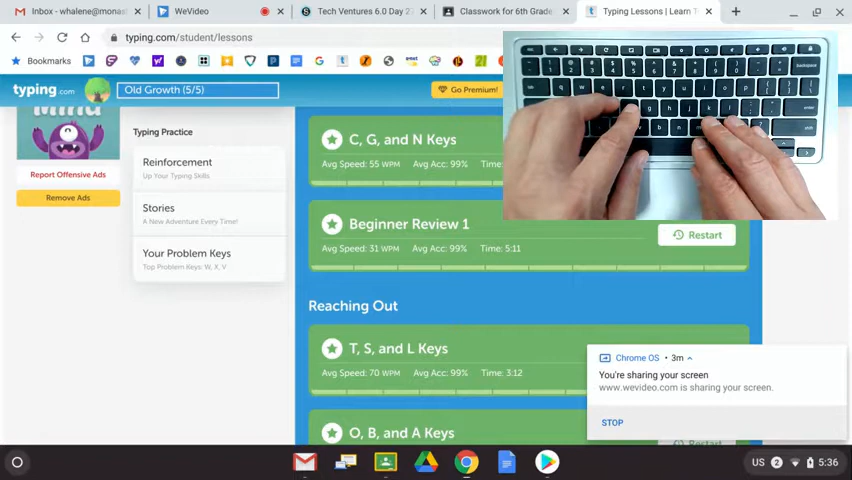 Inbox - whalene@monast
WeVideo
Tech Ventures 6.0 Day 2
Classwork for 6th Grade
Typing Lessons | Learn T
typing.com/student/lessons
Bookmarks
typing.com
Old Growth (5/5)
Go Premium!
Mind
Report Offensive Ads
Remove Ads
Typing Practice
Reinforcement
Up Your Typing Skills
Stories
A New Adventure Every Time!
Your Problem Keys
Top Problem Keys: W, X, V
C, G, and N Keys
Avg Speed: 55 WPM Avg Acc: 99% Time:
Beginner Review 1
Avg Speed: 31 WPM Avg Acc: 99% Time: 5:11
Restart
Reaching Out
T, S, and L Keys
Avg Speed: 70 WPM Avg Acc: 99% Time: 3:12
O, B, and A Keys
Restart
Chrome OS • 3m
You're sharing your screen
www.wevideo.com is sharing your screen.
STOP
US 2 5:36